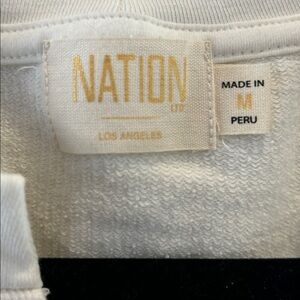 NATION
LTD
LOS ANGELES
MADE IN
M
PERU